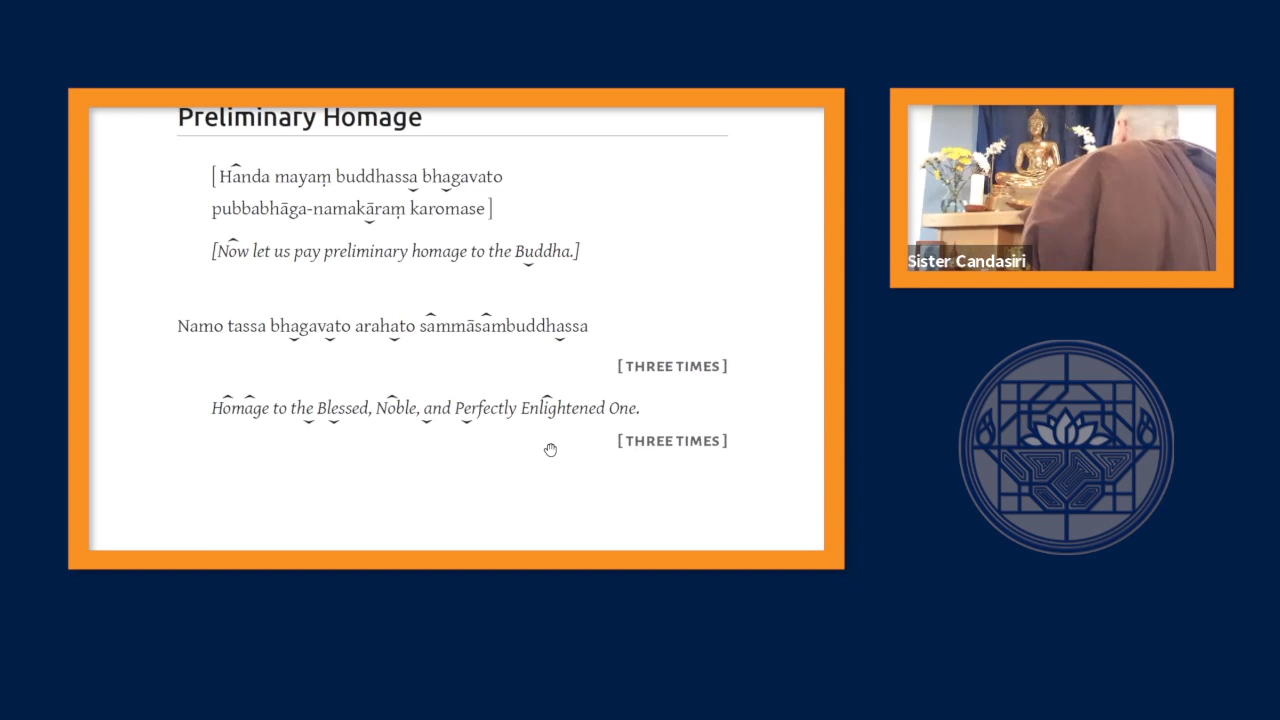 Preliminary Homage
[ Handa mayaṃ buddhassa bhagavato
pubbabhāga-namakāraṃ karomase ]
[Now let us pay preliminary homage to the Buddha.]
Namo tassa bhagavato arahato sammāsambuddhassa
[ THREE TIMES ]
Homage to the Blessed, Noble, and Perfectly Enlightened One.
[ THREE TIMES ]
Sister Candasiri